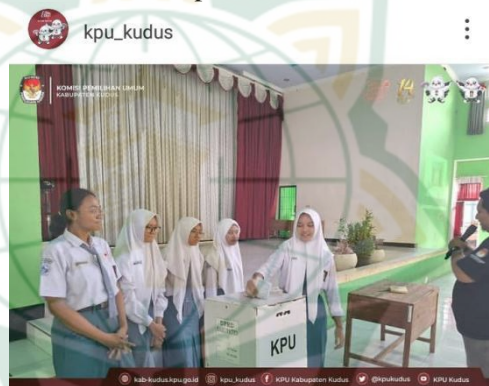 kpu_kudus
KOMISI PEMILIHAN UMUM
KABUPATEN KUDUS
14
KPU
kab-kudus.kpu.go.id kpu_kudus KPU Kabupaten Kudus @kpukudus KPU Kudus